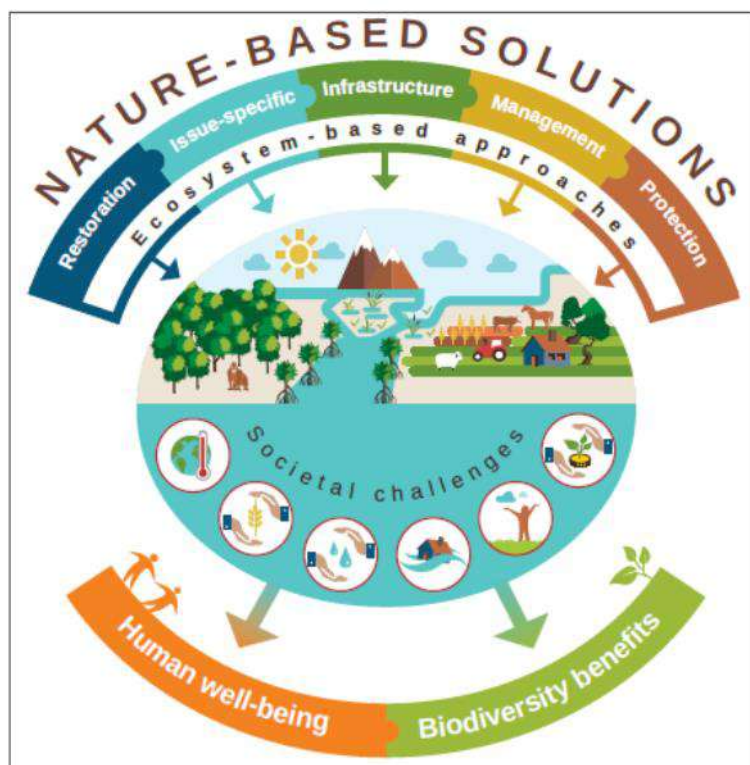 NATURE-BASED SOLUTIONS
Restoration
Issue-specific
Infrastructure
Management
Protection
Ecosystem-based approaches
Societal challenges
Human well-being
Biodiversity benefits